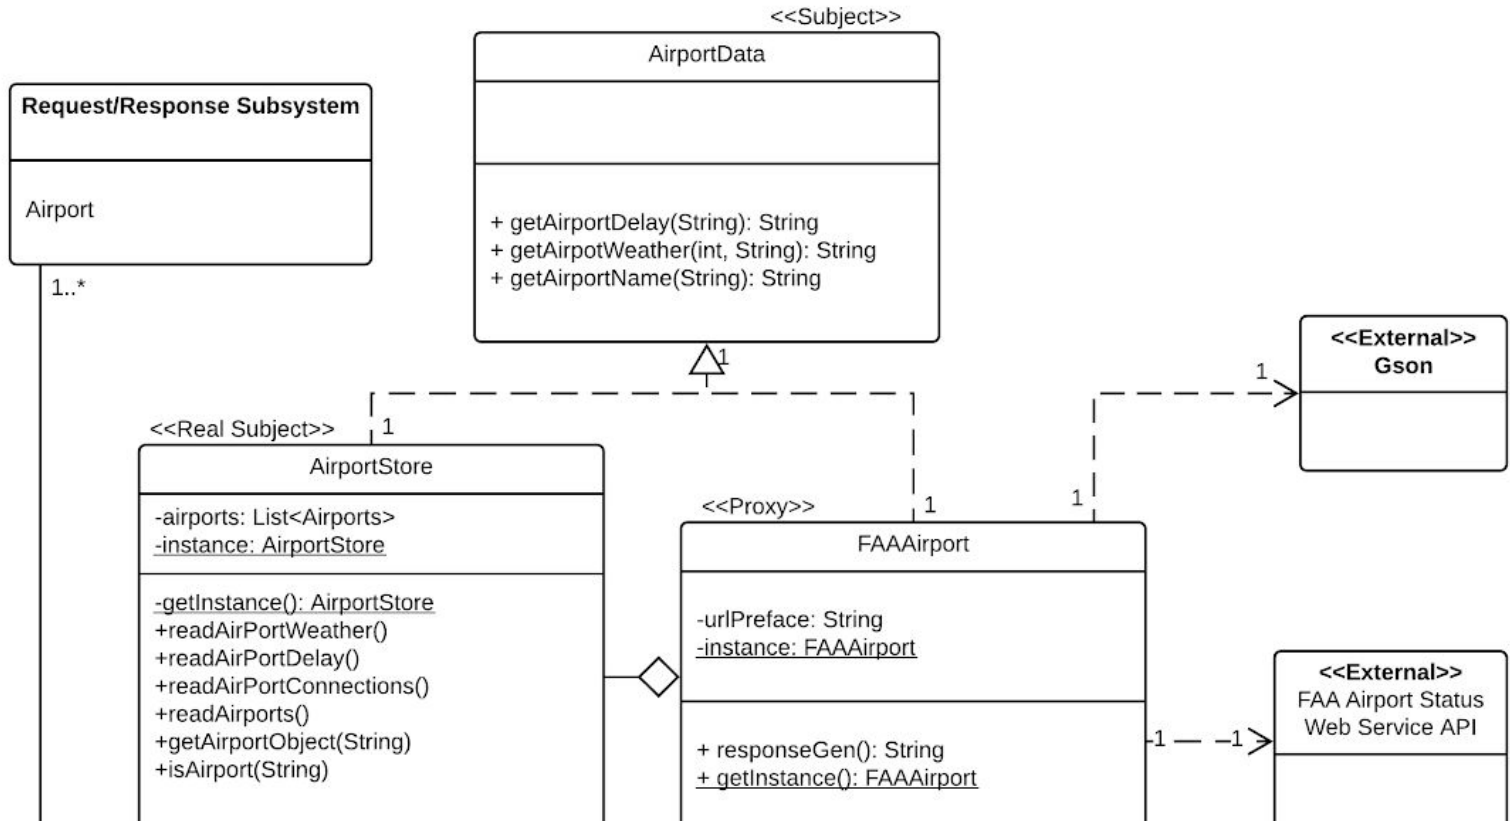 <<Subject>>
AirportData
+ getAirportDelay(String): String
+ getAirpotWeather(int, String): String
+ getAirportName(String): String
Request/Response Subsystem
Airport
1..*
1
<<External>>
Gson
1
<<Real Subject>>
1
AirportStore
-airports: List<Airports>
-instance: AirportStore
-getInstance(): AirportStore
+readAirPortWeather()
+readAirPortDelay()
+readAirPortConnections()
+readAirports()
+getAirportObject(String)
+isAirport(String)
<<Proxy>>
1
1
FAAAirport
-urlPreface: String
-instance: FAAAirport
+ responseGen(): String
+ getInstance(): FAAAirport
1
1
<<External>>
FAA Airport Status
Web Service API